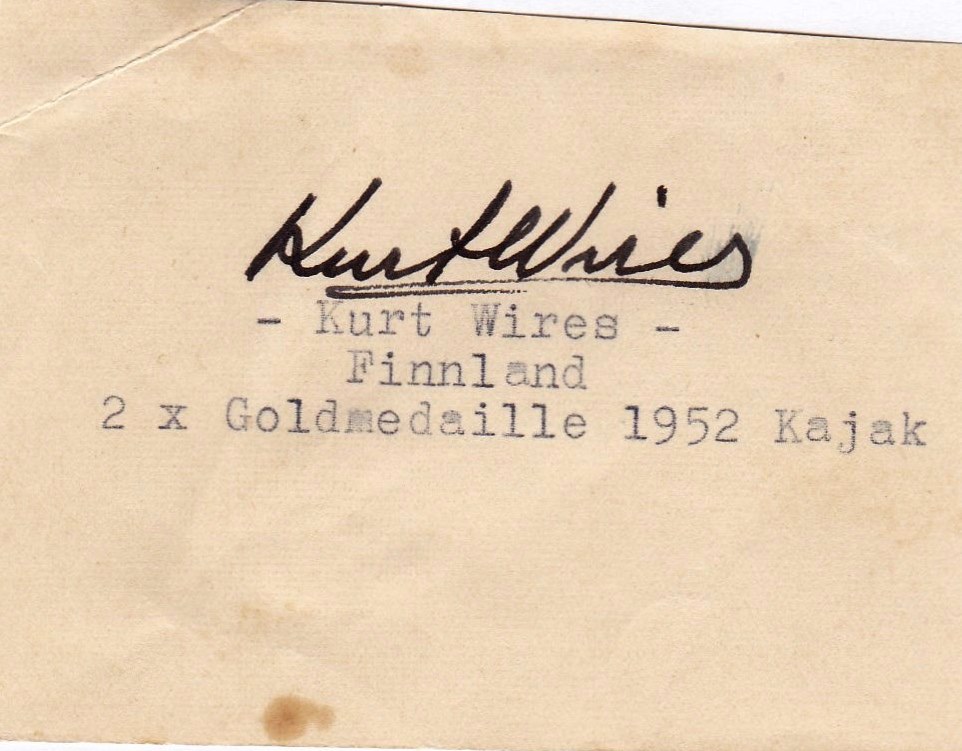 Kurt Wires
- Kurt Wires -
Finnland
2 x Goldmedaille 1952 Kajak